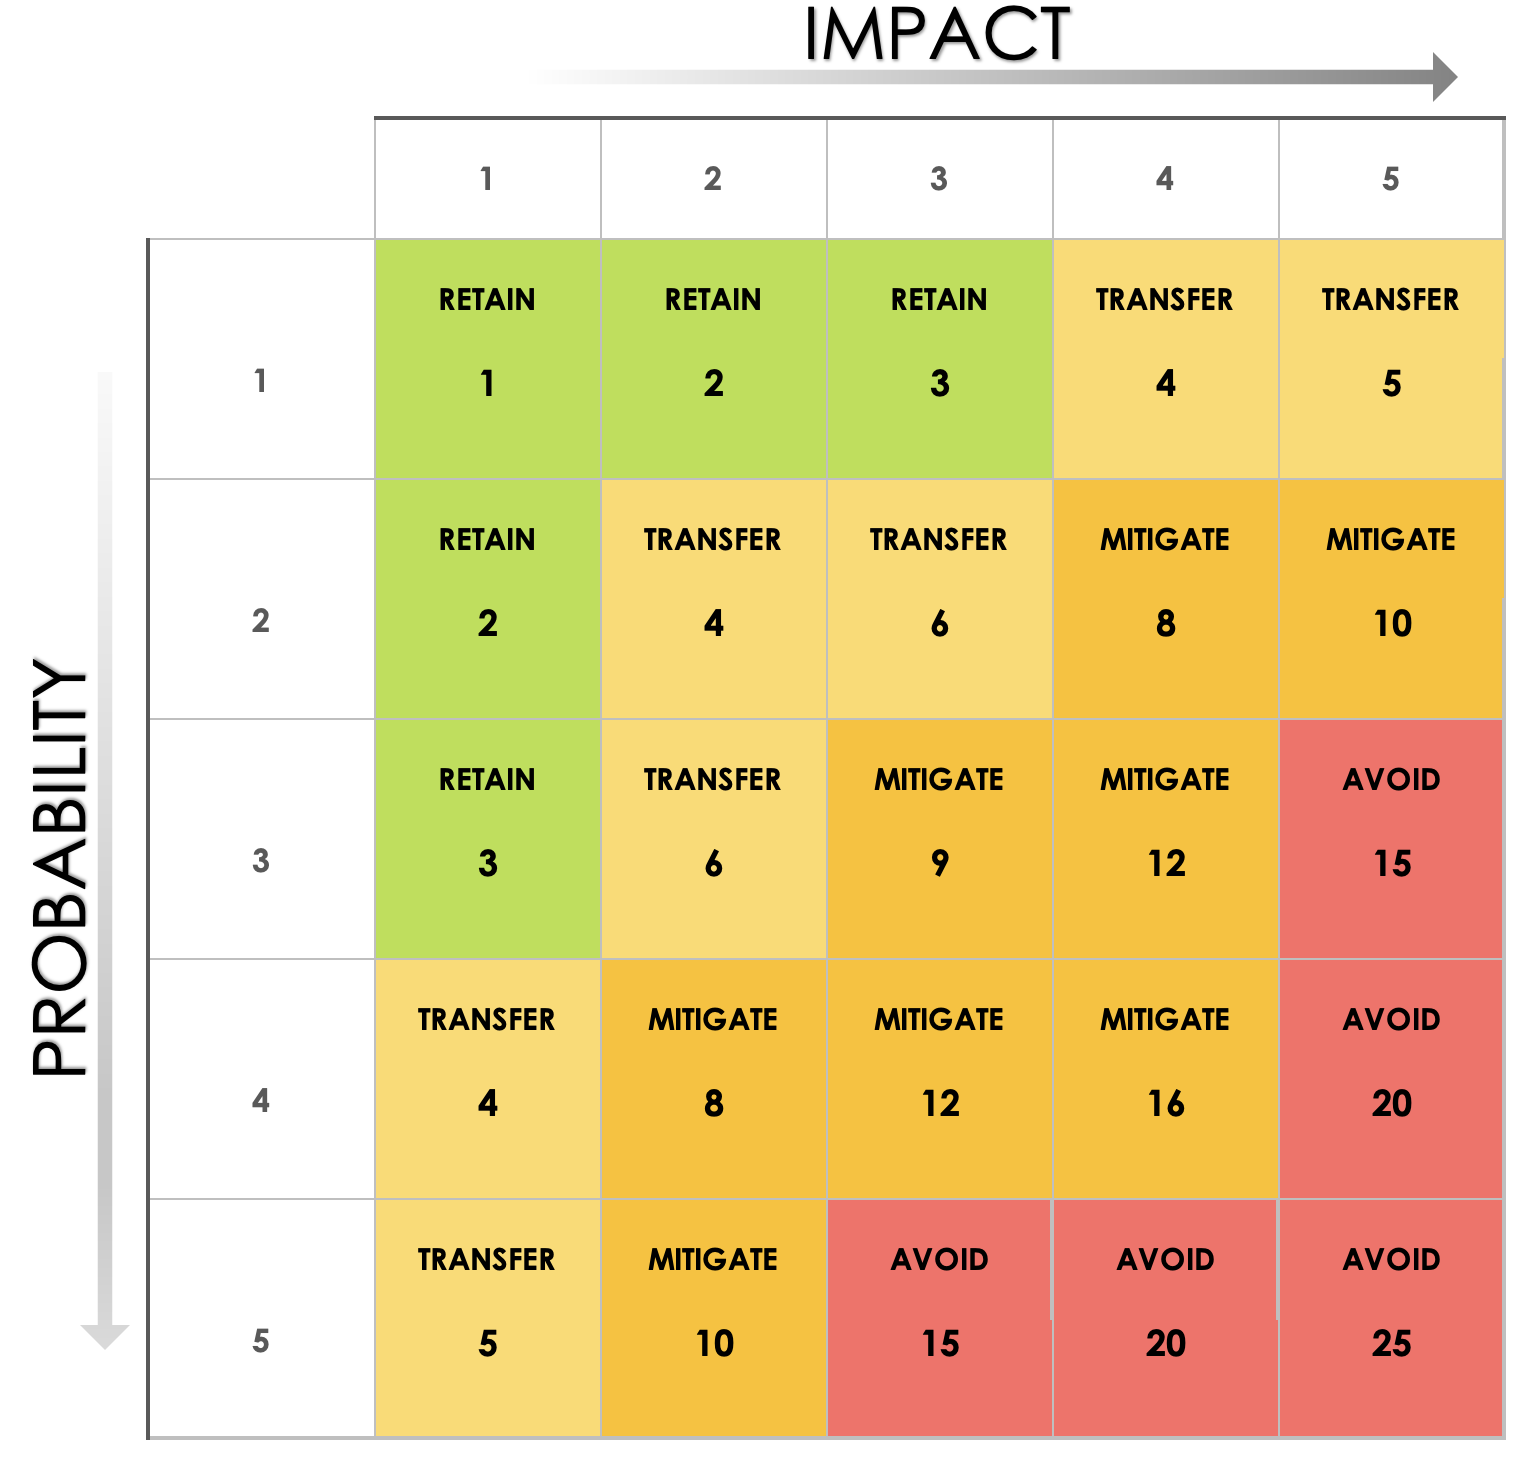 IMPACT
1 2 3 4 5
RETAIN RETAIN RETAIN TRANSFER TRANSFER
1 1 2 3 4 5
RETAIN TRANSFER TRANSFER MITIGATE MITIGATE
2 2 4 6 8 10
RETAIN TRANSFER MITIGATE MITIGATE AVOID
3 3 6 9 12 15
TRANSFER MITIGATE MITIGATE MITIGATE AVOID
4 4 8 12 16 20
TRANSFER MITIGATE AVOID AVOID AVOID
5 5 10 15 20 25
PROBABILITY